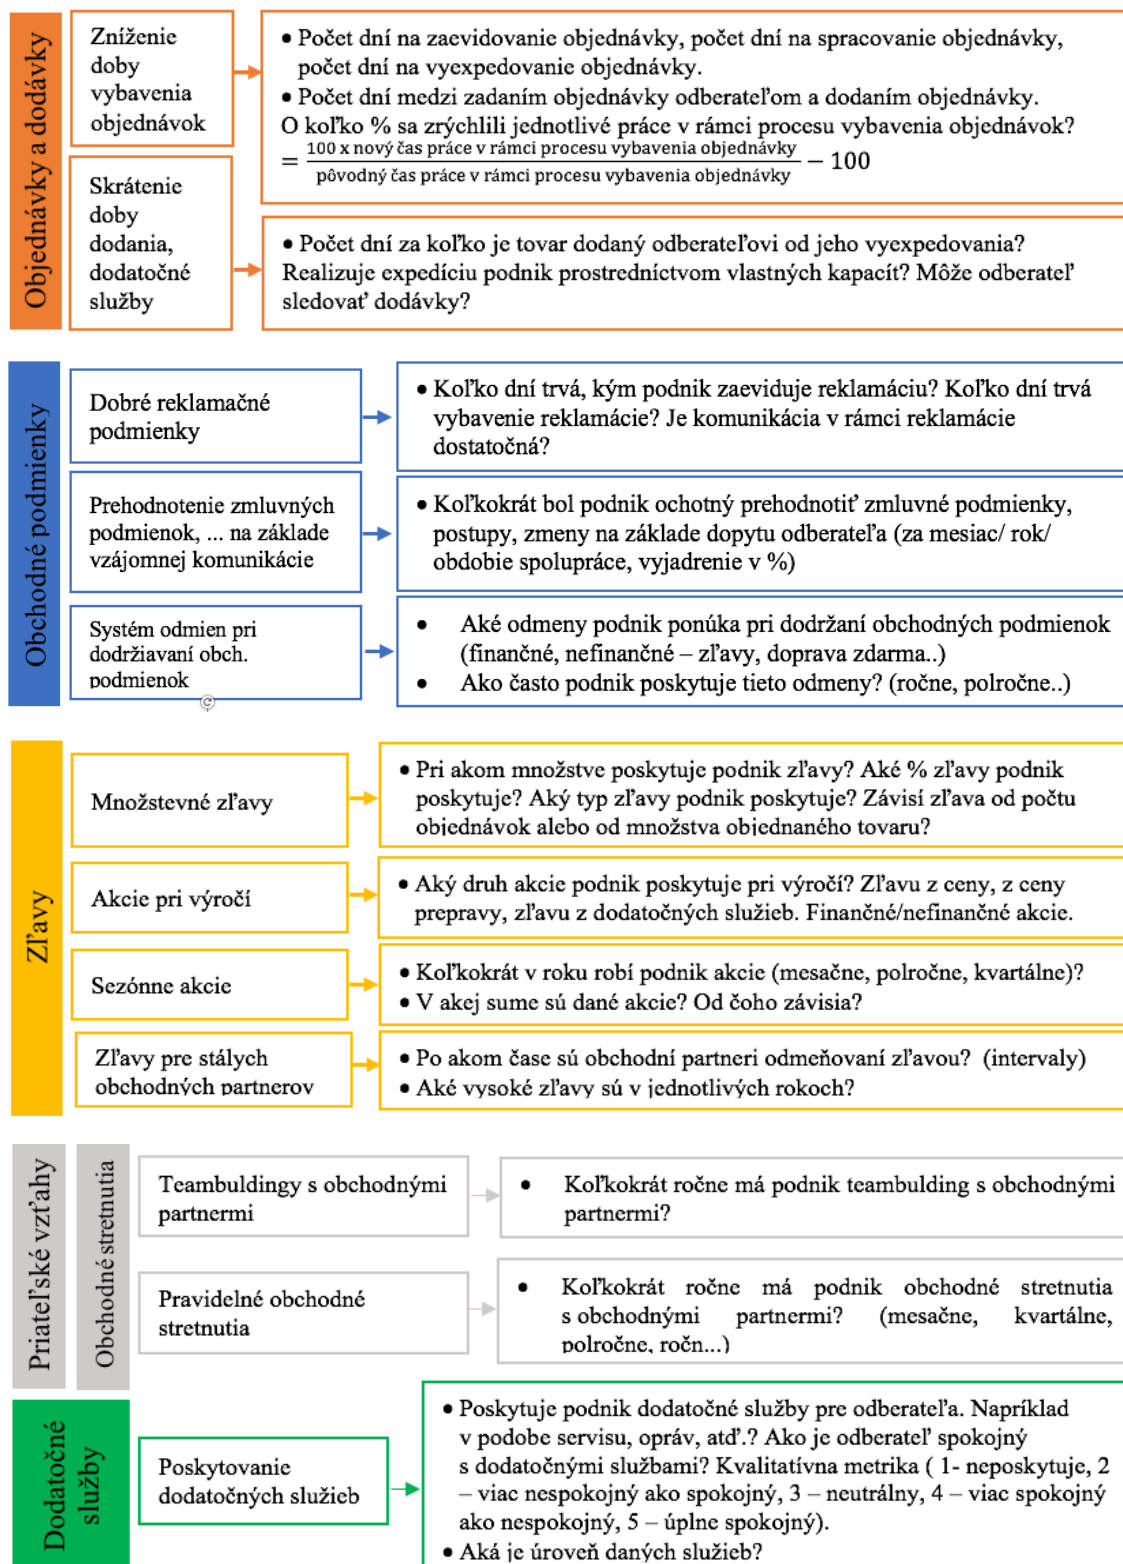 Objednávky a dodávky
Zníženie
doby
vybavenia
objednávok
• Počet dní na zaevidovanie objednávky, počet dní na spracovanie objednávky,
počet dní na vyexpedovanie objednávky.
• Počet dní medzi zadaním objednávky odberateľom a dodaním objednávky.
O koľko % sa zrýchlili jednotlivé práce v rámci procesu vybavenia objednávok?
= 100 x nový čas práce v rámci procesu vybavenia objednávky / pôvodný čas práce v rámci procesu vybavenia objednávky − 100
Skrátenie
doby
dodania,
dodatočné
služby
• Počet dní za koľko je tovar dodaný odberateľovi od jeho vyexpedovania?
Realizuje expedíciu podnik prostredníctvom vlastných kapacít? Môže odberateľ
sledovať dodávky?
Obchodné podmienky
Dobré reklamačné
podmienky
• Koľko dní trvá, kým podnik zaeviduje reklamáciu? Koľko dní trvá
vybavenie reklamácie? Je komunikácia v rámci reklamácie
dostatočná?
Prehodnotenie zmluvných
podmienok, ... na základe
vzájomnej komunikácie
• Koľkokrát bol podnik ochotný prehodnotiť zmluvné podmienky,
postupy, zmeny na základe dopytu odberateľa (za mesiac/ rok/
obdobie spolupráce, vyjadrenie v %)
Systém odmien pri
dodržiavaní obch.
podmienok
• Aké odmeny podnik ponúka pri dodržaní obchodných podmienok
(finančné, nefinančné – zľavy, doprava zdarma..)
• Ako často podnik poskytuje tieto odmeny? (ročne, polročne..)
Zľavy
Množstevné zľavy
• Pri akom množstve poskytuje podnik zľavy? Aké % zľavy podnik
poskytuje? Aký typ zľavy podnik poskytuje? Závisí zľava od počtu
objednávok alebo od množstva objednaného tovaru?
Akcie pri výročí
• Aký druh akcie podnik poskytuje pri výročí? Zľavu z ceny, z ceny
prepravy, zľavu z dodatočných služieb. Finančné/nefinančné akcie.
Sezónne akcie
• Koľkokrát v roku robí podnik akcie (mesačne, polročne, kvartálne)?
• V akej sume sú dané akcie? Od čoho závisia?
Zľavy pre stálych
obchodných partnerov
• Po akom čase sú obchodní partneri odmeňovaní zľavou? (intervaly)
• Aké vysoké zľavy sú v jednotlivých rokoch?
Priateľské vzťahy
Obchodné stretnutia
Teambuldingy s obchodnými
partnermi
• Koľkokrát ročne má podnik teambulding s obchodnými
partnermi?
Pravidelné obchodné
stretnutia
• Koľkokrát ročne má podnik obchodné stretnutia
s obchodnými partnermi? (mesačne, kvartálne,
polročne, ročn...)
Dodatočné
služby
Poskytovanie
dodatočných služieb
• Poskytuje podnik dodatočné služby pre odberateľa. Napríklad
v podobe servisu, opráv, atď.? Ako je odberateľ spokojný
s dodatočnými službami? Kvalitatívna metrika ( 1- neposkytuje, 2
– viac nespokojný ako spokojný, 3 – neutrálny, 4 – viac spokojný
ako nespokojný, 5 – úplne spokojný).
• Aká je úroveň daných služieb?